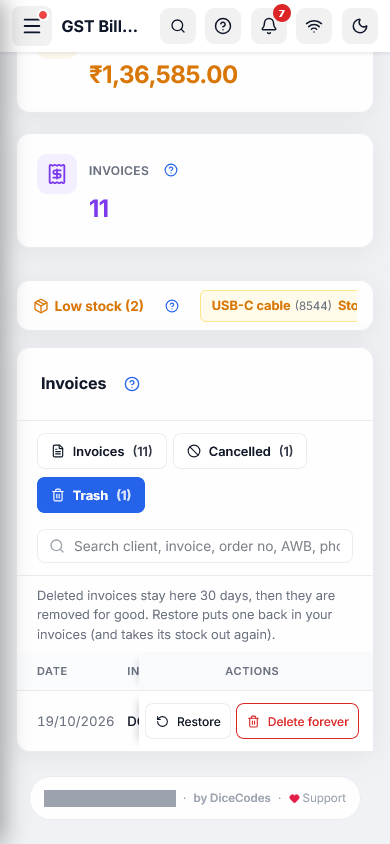 GST Bill...
7
₹1,36,585.00
INVOICES
11
Low stock (2)
USB-C cable (8544) Sto
Invoices
Invoices (11)
Cancelled (1)
Trash (1)
Search client, invoice, order no, AWB, pho
Deleted invoices stay here 30 days, then they are
removed for good. Restore puts one back in your
invoices (and takes its stock out again).
DATE IN ACTIONS
19/10/2026 DO Restore Delete forever
· by DiceCodes · Support